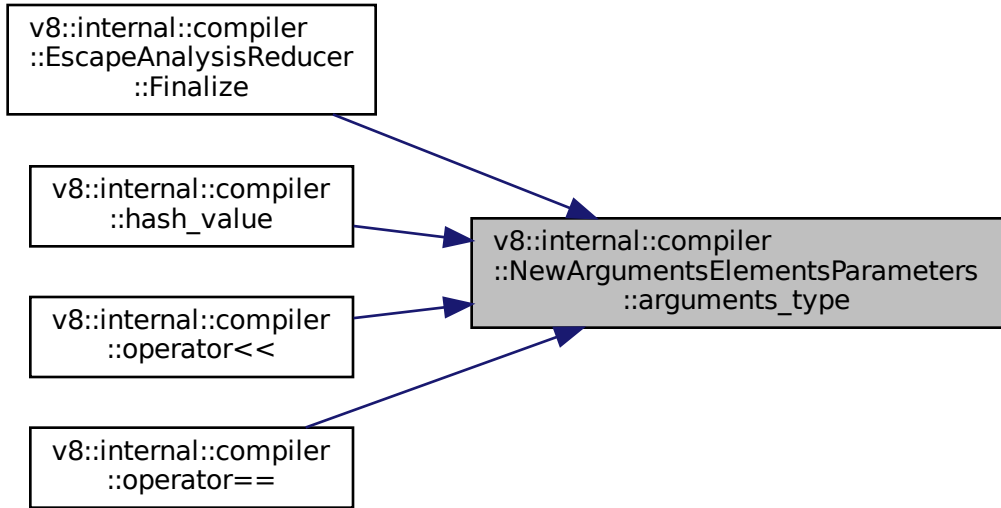 v8::internal::compiler
::EscapeAnalysisReducer
::Finalize
v8::internal::compiler
::hash_value
v8::internal::compiler
::operator<<
v8::internal::compiler
::operator==
v8::internal::compiler
::NewArgumentsElementsParameters
::arguments_type